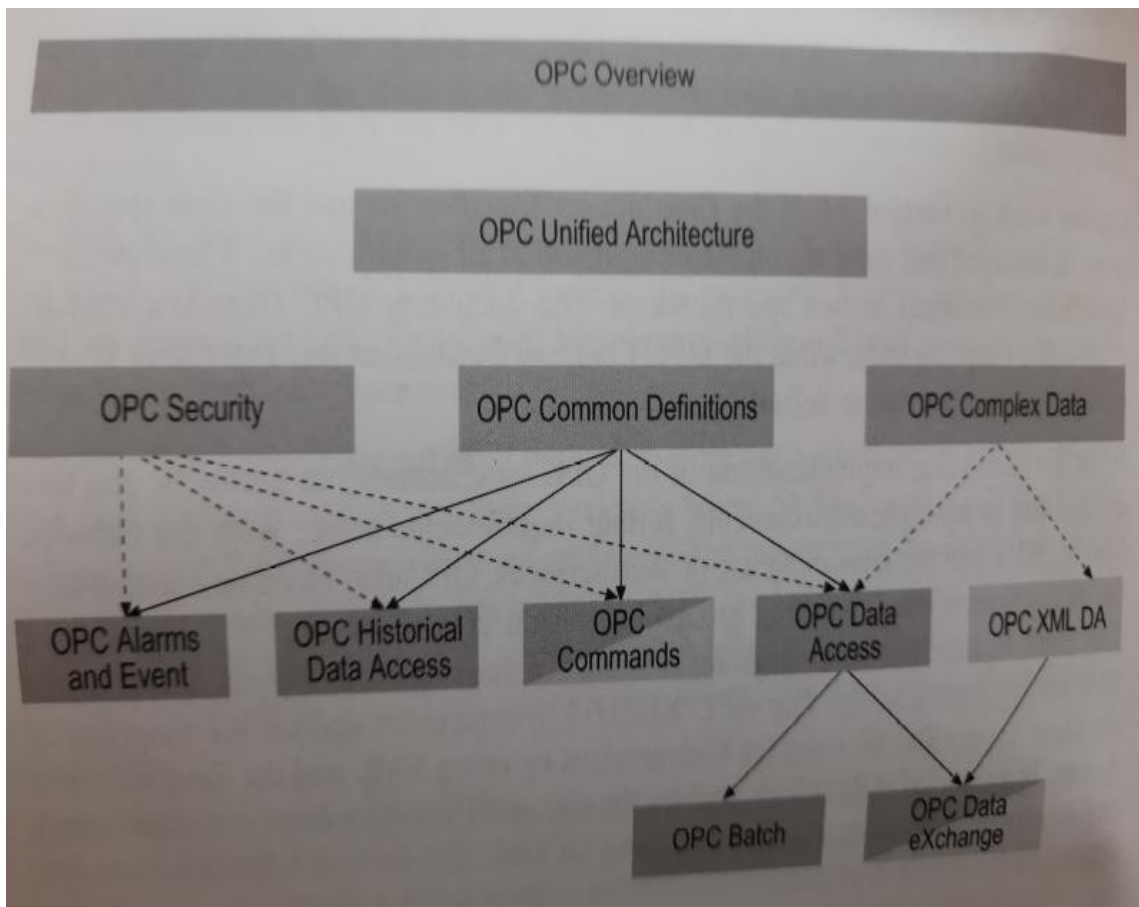 OPC Overview
OPC Unified Architecture
OPC Security
OPC Common Definitions
OPC Complex Data
OPC Alarms
and Event
OPC Historical
Data Access
OPC
Commands
OPC Data
Access
OPC XML DA
OPC Batch
OPC Data
eXchange